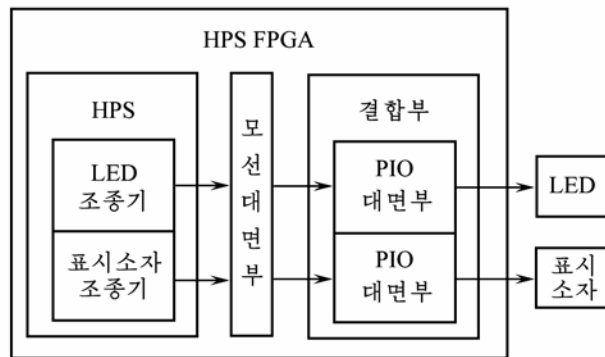 HPS FPGA
HPS
LED
조종기
표시소자
조종기
모
선
대
면
부
결합부
PIO
대면부
PIO
대면부
LED
표시
소자